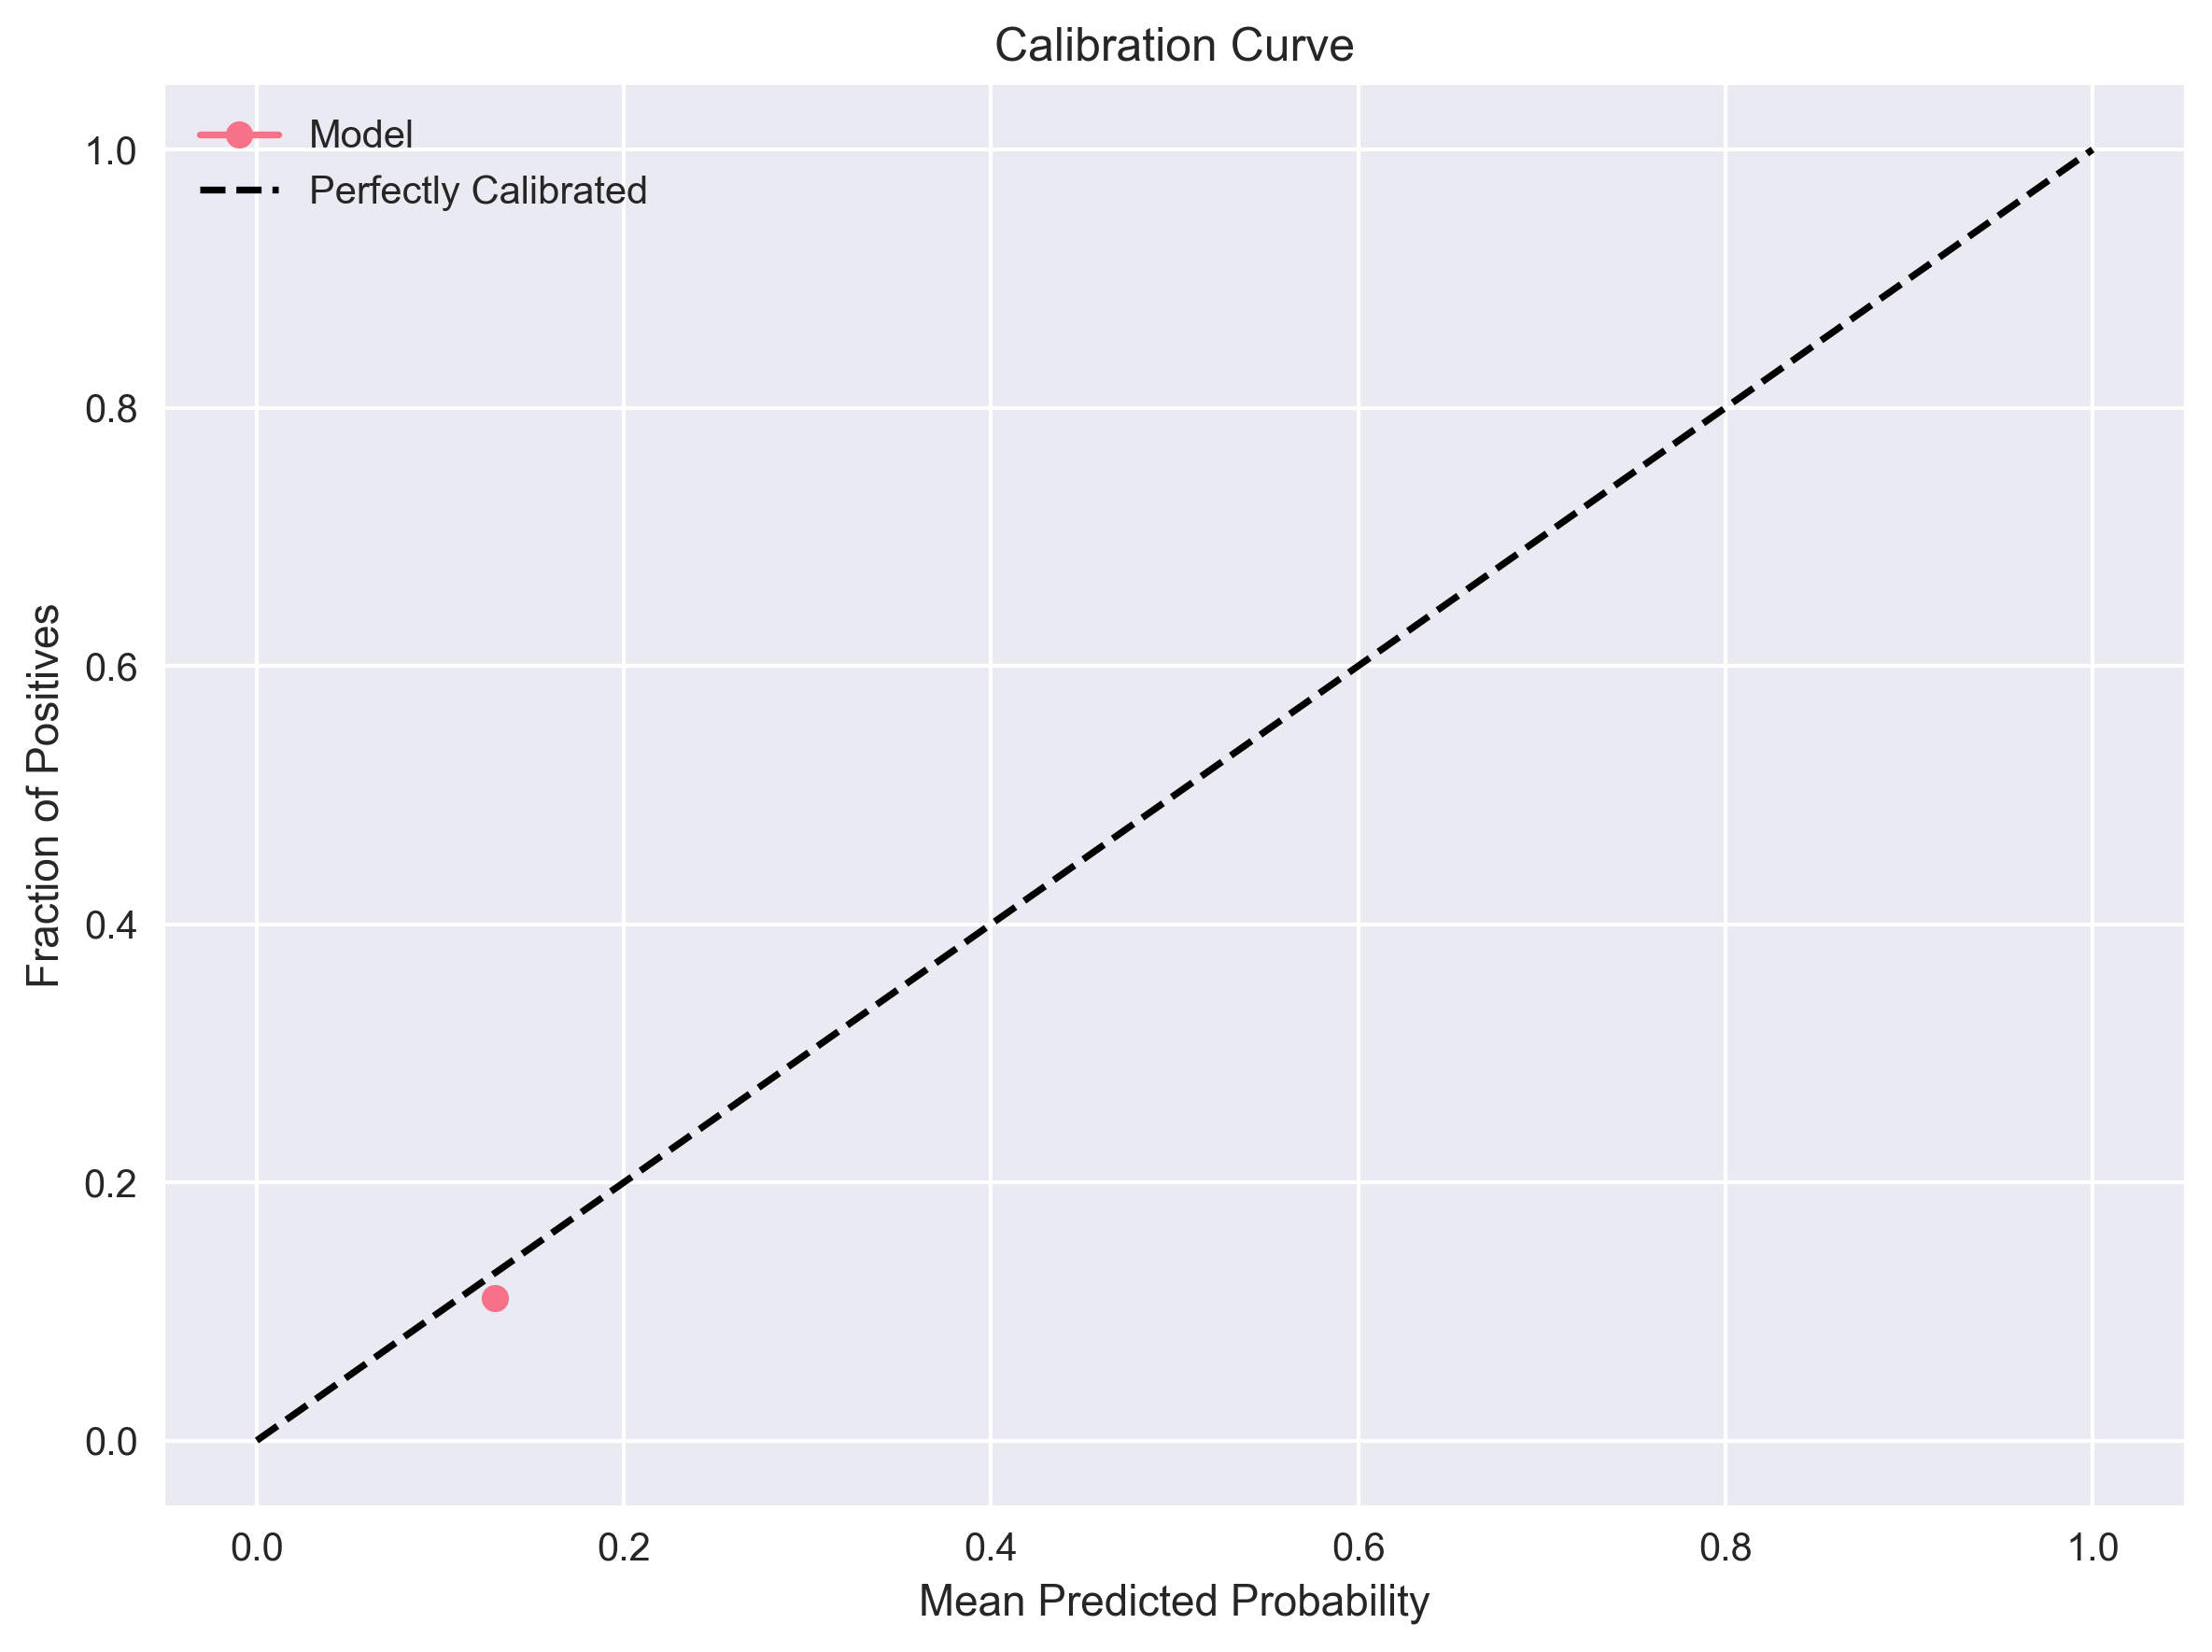 Calibration Curve
Model
Perfectly Calibrated
1.0
0.8
0.6
0.4
0.2
0.0
Fraction of Positives
0.0 0.2 0.4 0.6 0.8 1.0
Mean Predicted Probability